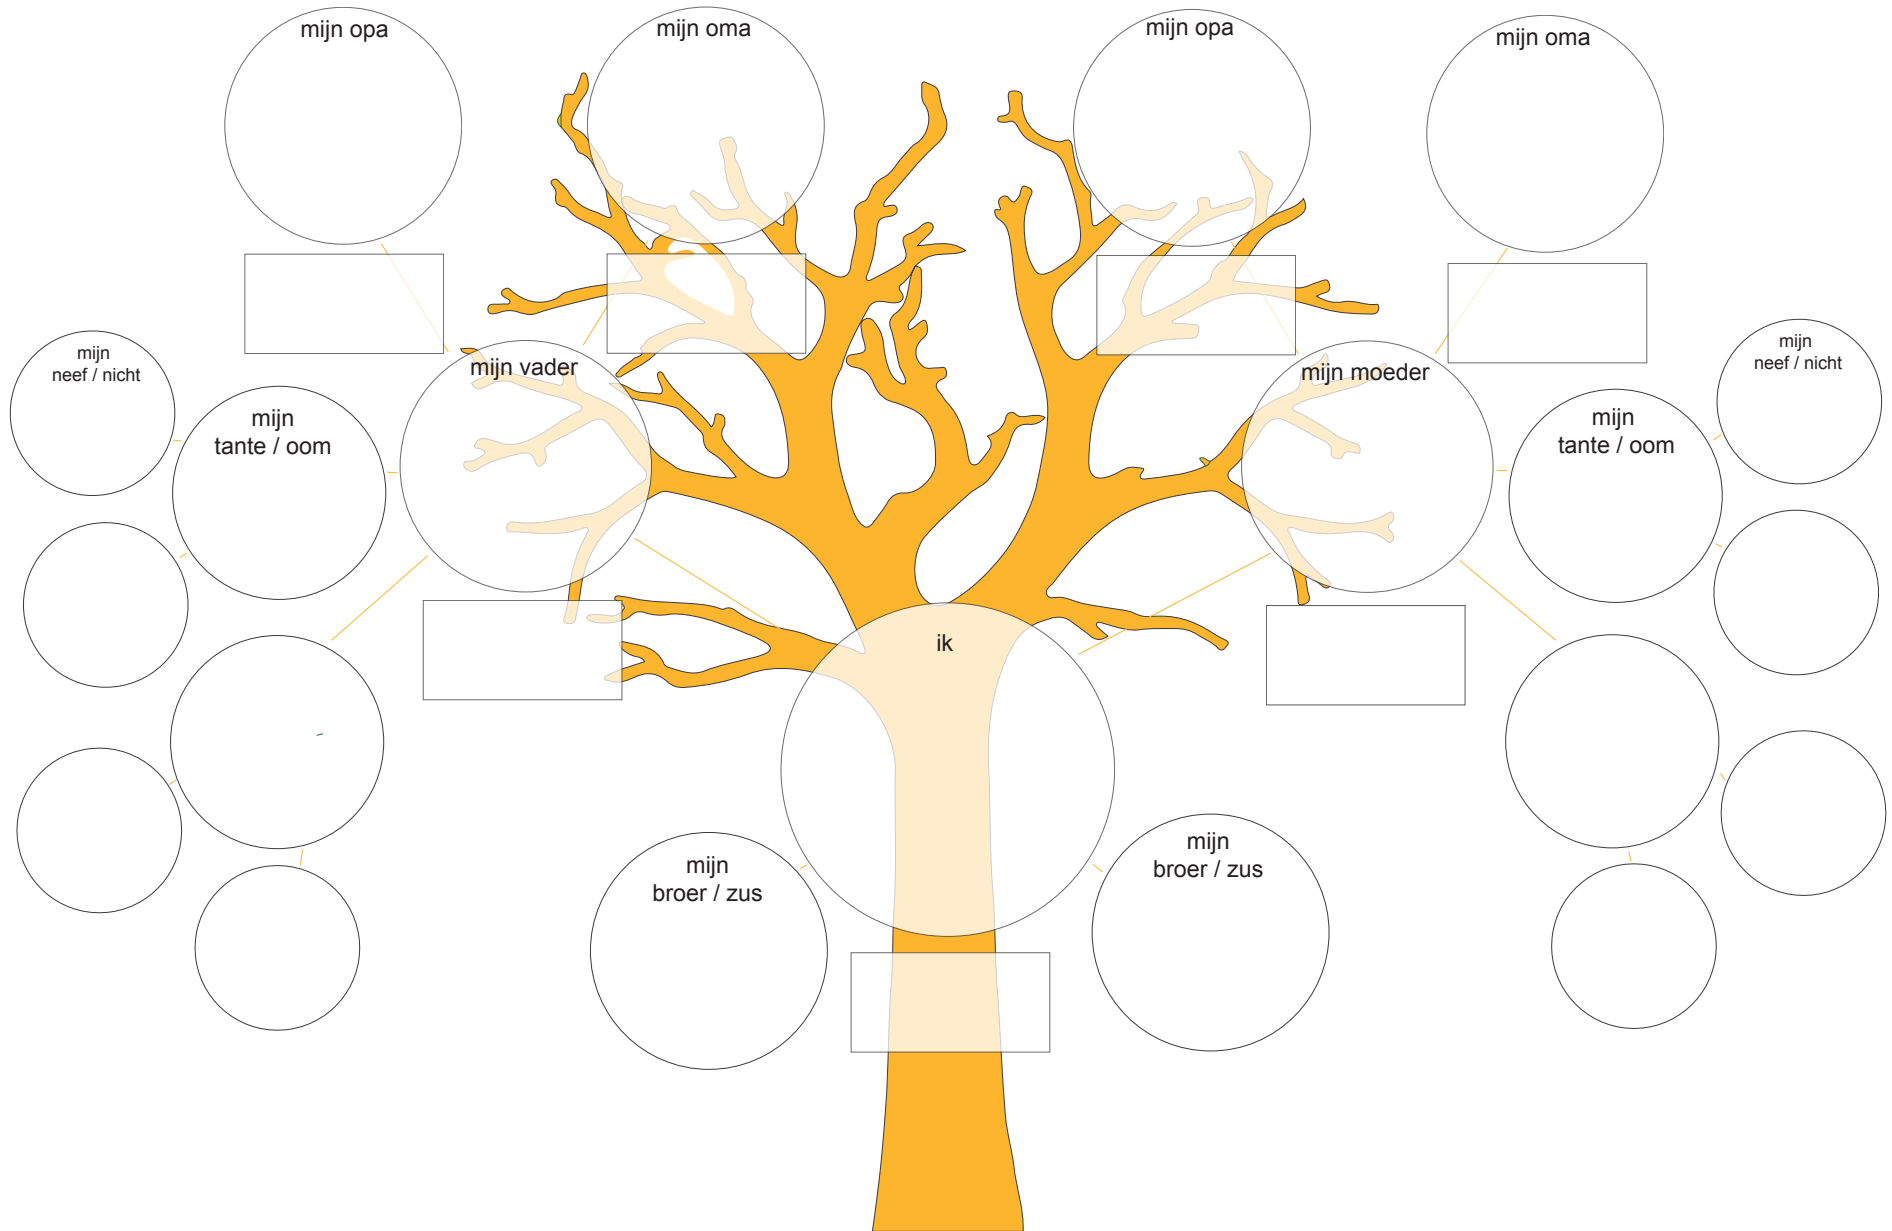 mijn opa
mijn oma
mijn opa
mijn oma
mijn
neef / nicht
mijn
tante / oom
mijn vader
mijn moeder
mijn
tante / oom
mijn
neef / nicht
ik
mijn
broer / zus
mijn
broer / zus